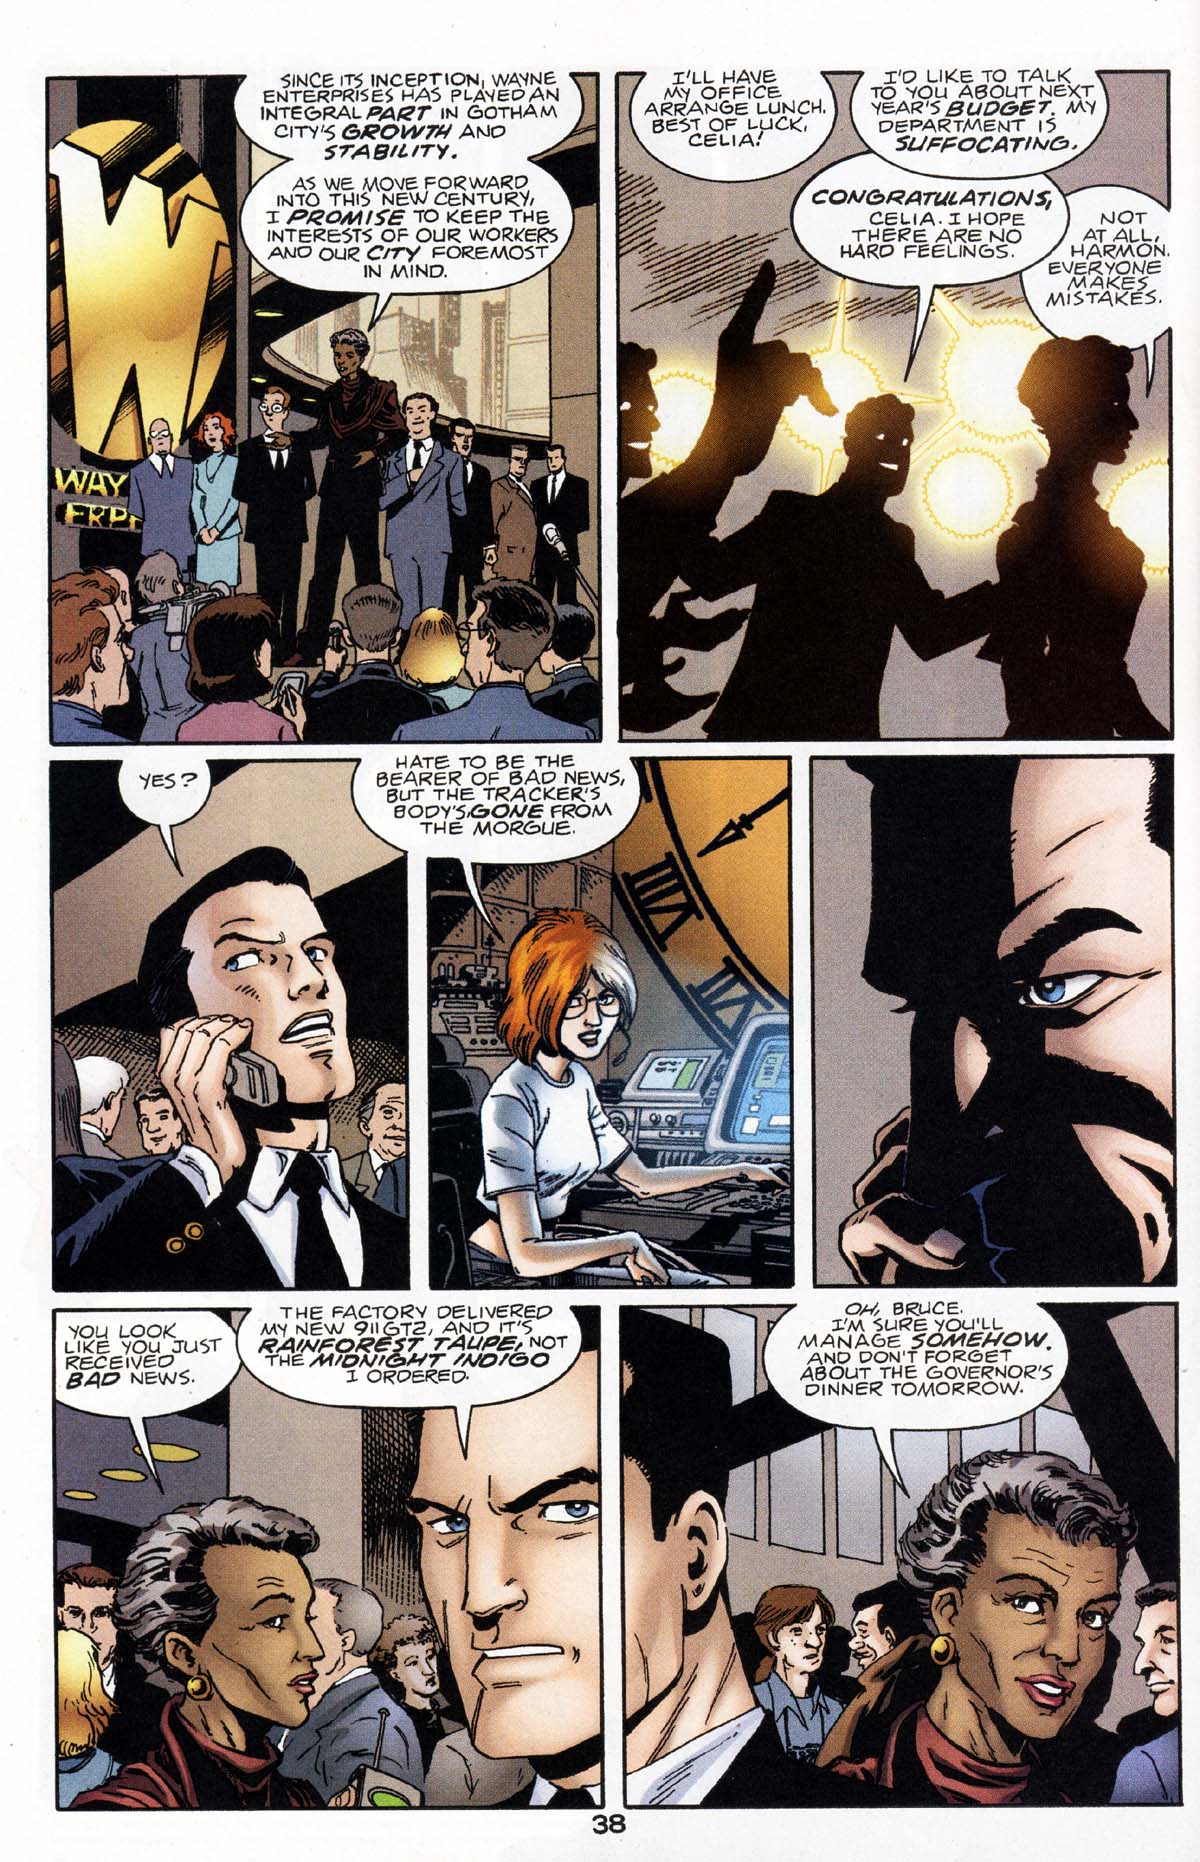 SINCE ITS INCEPTION, WAYNE
ENTERPRISES HAS PLAYED AN
INTEGRAL PART IN GOTHAM
CITY'S GROWTH AND
STABILITY.
AS WE MOVE FORWARD
INTO THIS NEW CENTURY,
I PROMISE TO KEEP THE
INTERESTS OF OUR WORKERS
AND OUR CITY FOREMOST
IN MIND.
W
WAY
ERPR
I'LL HAVE
MY OFFICE
ARRANGE LUNCH.
BEST OF LUCK,
CELIA!
I'D LIKE TO TALK
TO YOU ABOUT NEXT
YEAR'S BUDGET. MY
DEPARTMENT IS
SUFFOCATING.
CONGRATULATIONS,
CELIA. I HOPE
THERE ARE NO
HARD FEELINGS.
NOT
AT ALL,
HARMON.
EVERYONE
MAKES
MISTAKES.
YES?
HATE TO BE THE
BEARER OF BAD NEWS,
BUT THE TRACKER'S
BODY'S GONE FROM
THE MORGUE.
VIII
VII
YOU LOOK
LIKE YOU JUST
RECEIVED
BAD NEWS.
THE FACTORY DELIVERED
MY NEW 911GT2, AND IT'S
RAINFOREST TAUPE, NOT
THE MIDNIGHT INDIGO
I ORDERED.
OH, BRUCE.
I'M SURE YOU'LL
MANAGE SOMEHOW.
AND DON'T FORGET
ABOUT THE GOVERNOR'S
DINNER TOMORROW.
38